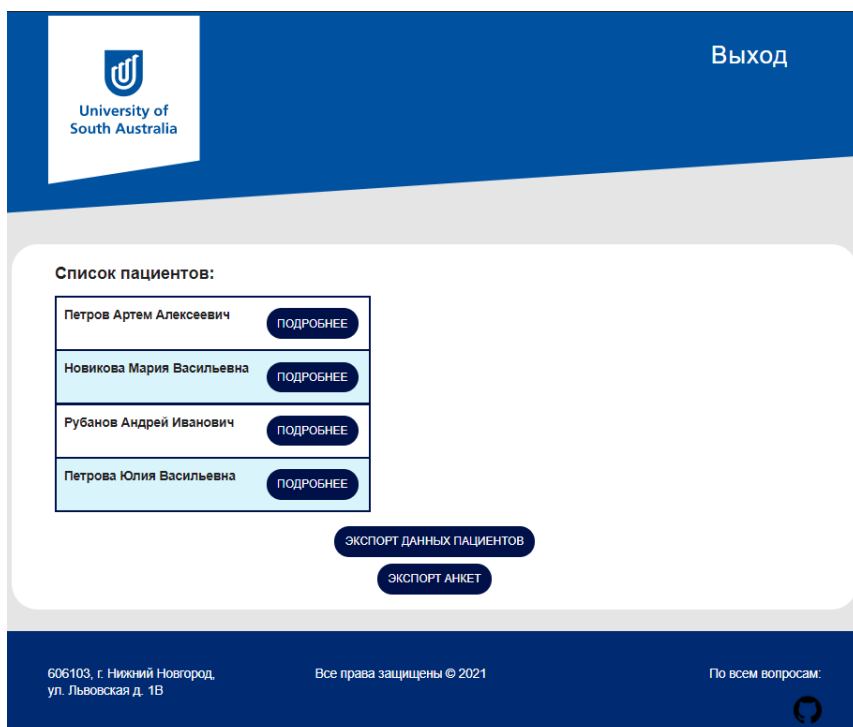 University of
South Australia
Выход
Список пациентов:
Петров Артем Алексеевич
ПОДРОБНЕЕ
Новикова Мария Васильевна
ПОДРОБНЕЕ
Рубанов Андрей Иванович
ПОДРОБНЕЕ
Петрова Юлия Васильевна
ПОДРОБНЕЕ
ЭКСПОРТ ДАННЫХ ПАЦИЕНТОВ
ЭКСПОРТ АНКЕТ
606103, г. Нижний Новгород,
ул. Львовская д. 1В
Все права защищены © 2021
По всем вопросам: